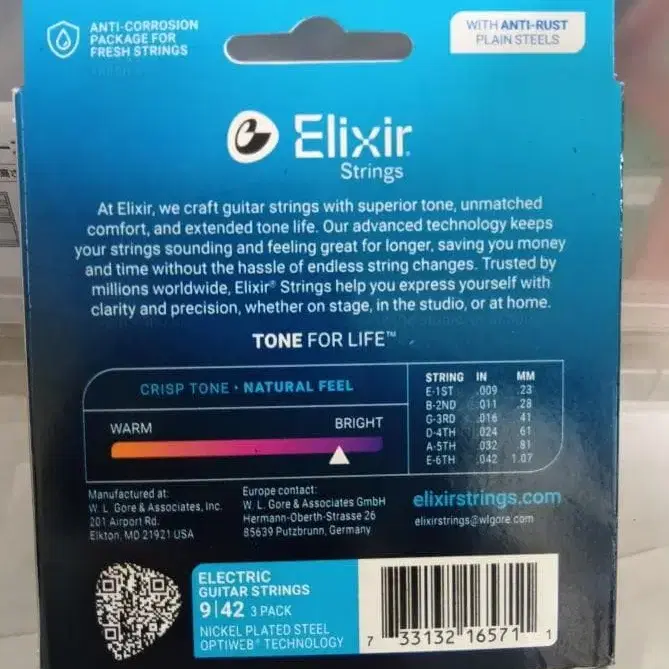 ANTI-CORROSION
PACKAGE FOR
FRESH STRINGS
WITH ANTI-RUST
PLAIN STEELS
Elixir
Strings
At Elixir, we craft guitar strings with superior tone, unmatched
comfort, and extended tone life. Our advanced technology keeps
your strings sounding and feeling great for longer, saving you money
and time without the hassle of endless string changes. Trusted by
millions worldwide, Elixir® Strings help you express yourself with
clarity and precision, whether on stage, in the studio, or at home.
TONE FOR LIFE™
CRISP TONE • NATURAL FEEL
WARM BRIGHT
STRING IN MM
E-1ST .009 .23
B-2ND .011 .28
G-3RD .016 .41
D-4TH .024 .61
A-5TH .032 .81
E-6TH .042 1.07
Manufactured at:
W. L. Gore & Associates, Inc.
201 Airport Rd.
Elkton, MD 21921 USA
Europe contact:
W. L. Gore & Associates GmbH
Hermann-Oberth-Strasse 26
85639 Putzbrunn, Germany
elixirstrings.com
elixirstrings@wlgore.com
ELECTRIC
GUITAR STRINGS
9|42 3 PACK
NICKEL PLATED STEEL
OPTIWEB® TECHNOLOGY
7 33132 16571 1